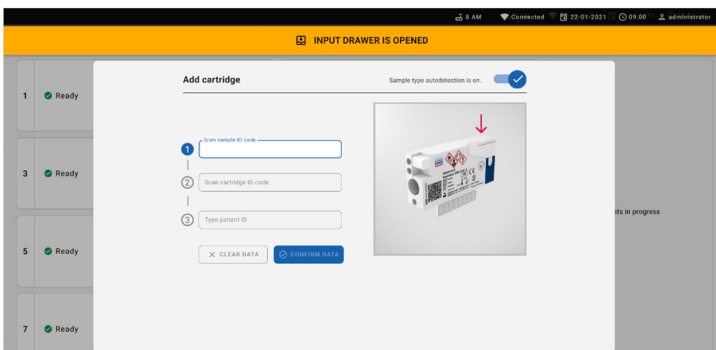 8 AM Connected 22-01-2021 09:00 administrator
INPUT DRAWER IS OPENED
Add cartridge
Sample type autodetection is on.
1 Ready
Scan sample ID code
1
3 Ready
2 Scan cartridge ID code
sts in progress
3 Type patient ID
5 Ready
CLEAR DATA CONFIRM DATA
7 Ready